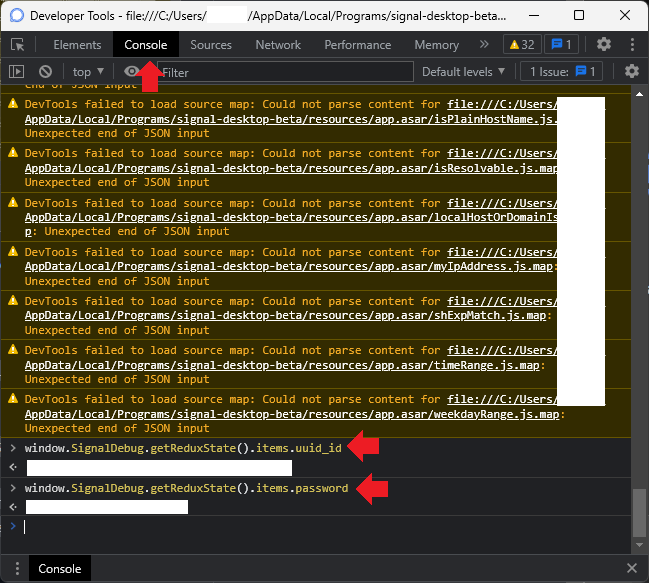 Developer Tools - file:///C:/Users/ /AppData/Local/Programs/signal-desktop-beta...
Elements Console Sources Network Performance Memory » 32 1
top ▼ Filter Default levels ▼ 1 Issue: 1
end of JSON input
DevTools failed to load source map: Could not parse content for file:///C:/Users/
AppData/Local/Programs/signal-desktop-beta/resources/app.asar/isPlainHostName.js.
Unexpected end of JSON input
DevTools failed to load source map: Could not parse content for file:///C:/Users/
AppData/Local/Programs/signal-desktop-beta/resources/app.asar/isResolvable.js.map
Unexpected end of JSON input
DevTools failed to load source map: Could not parse content for file:///C:/Users/
AppData/Local/Programs/signal-desktop-beta/resources/app.asar/localHostOrDomainIs
p: Unexpected end of JSON input
DevTools failed to load source map: Could not parse content for file:///C:/Users/
AppData/Local/Programs/signal-desktop-beta/resources/app.asar/myIpAddress.js.map:
Unexpected end of JSON input
DevTools failed to load source map: Could not parse content for file:///C:/Users/
AppData/Local/Programs/signal-desktop-beta/resources/app.asar/shExpMatch.js.map:
Unexpected end of JSON input
DevTools failed to load source map: Could not parse content for file:///C:/Users/
AppData/Local/Programs/signal-desktop-beta/resources/app.asar/timeRange.js.map:
Unexpected end of JSON input
DevTools failed to load source map: Could not parse content for file:///C:/Users/
AppData/Local/Programs/signal-desktop-beta/resources/app.asar/weekdayRange.js.map:
Unexpected end of JSON input
> window.SignalDebug.getReduxState().items.uuid_id
> window.SignalDebug.getReduxState().items.password
>
Console